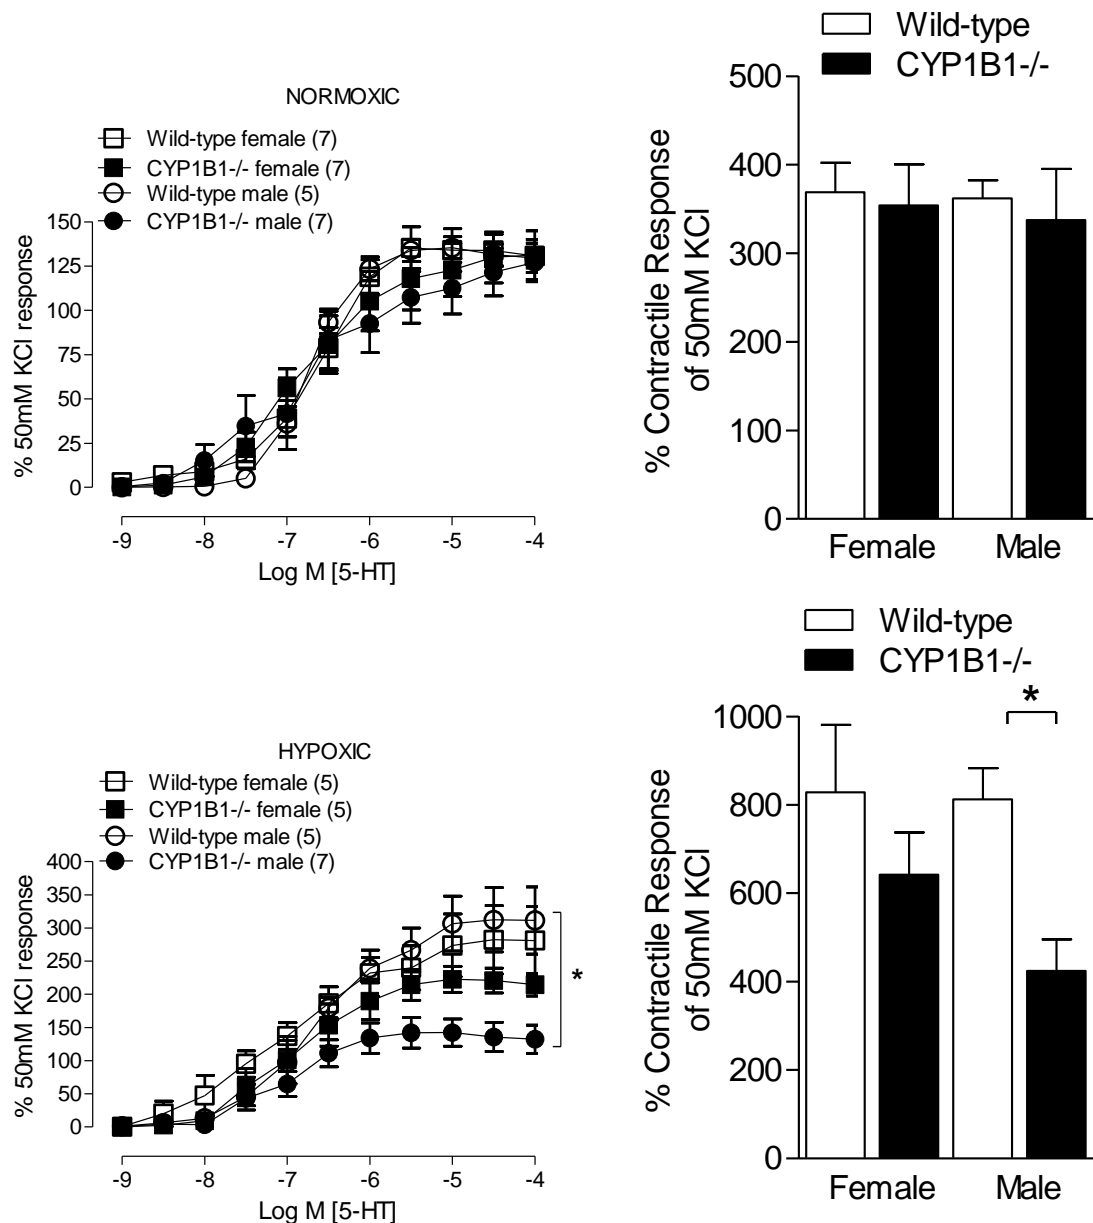 NORMOXIC
Wild-type female (7)
CYP1B1-/- female (7)
Wild-type male (5)
CYP1B1-/- male (7)
% 50mM KCl response
150
125
100
75
50
25
0
-9 -8 -7 -6 -5 -4
Log M [5-HT]
Wild-type
CYP1B1-/-
% Contractile Response
of 50mM KCl
500
400
300
200
100
0
Female Male
HYPOXIC
Wild-type female (5)
CYP1B1-/- female (5)
Wild-type male (5)
CYP1B1-/- male (7)
% 50mM KCl response
400
350
300
250
200
150
100
50
0
*
-9 -8 -7 -6 -5 -4
Log M [5-HT]
Wild-type
CYP1B1-/-
*
% Contractile Response
of 50mM KCl
1000
800
600
400
200
0
Female Male